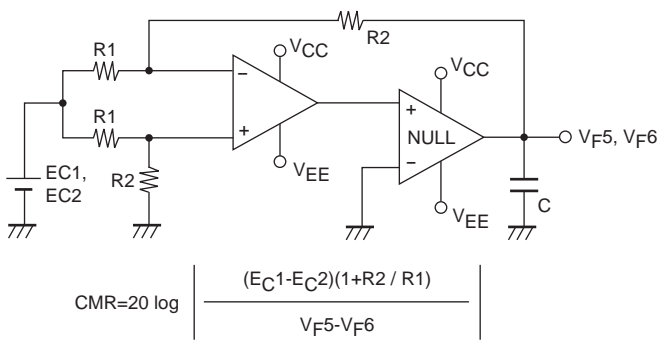 R2
R1
VCC
VCC
−
+
R1
+
NULL
−
VF5, VF6
EC1,
EC2
R2
VEE
VEE
C
(EC1-EC2)(1+R2 / R1)
CMR=20 log
VF5-VF6